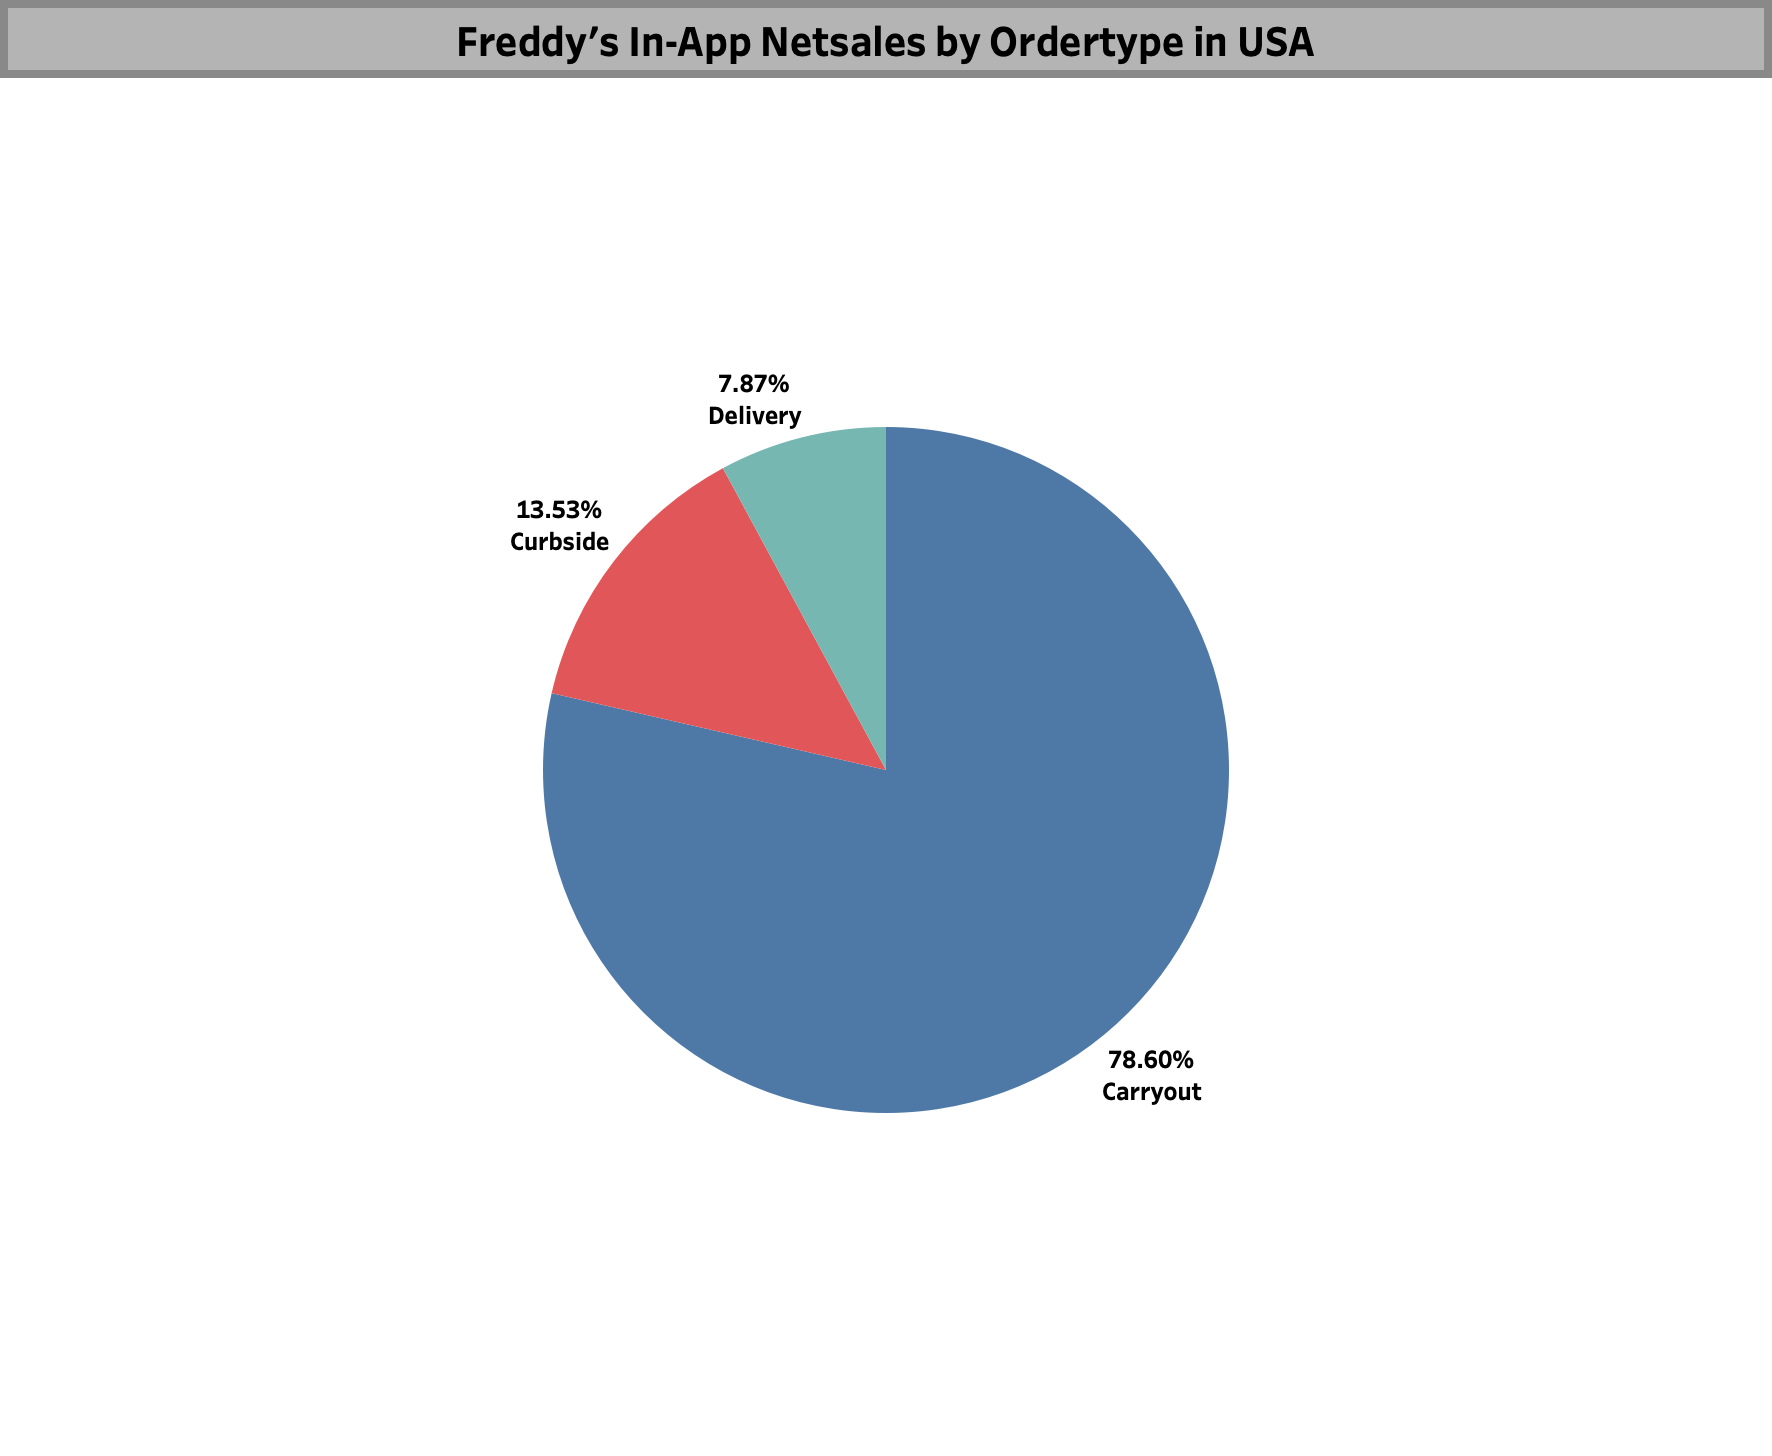 Freddy’s In-App Netsales by Ordertype in USA
7.87%
Delivery
13.53%
Curbside
78.60%
Carryout